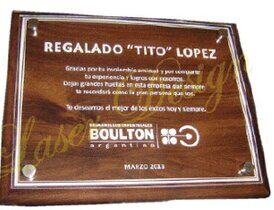 REGALADO "TITO" LOPEZ
Gracias por tu invalorable amistad y por compartir
tu experiencia y logros con nosotros.
Dejas grandes huellas en esta empresa que siempre
te recordará como la gran persona que sos.
Te deseamos el mejor de los éxitos hoy y siempre.
BOULTON
argentina
MARZO 2013